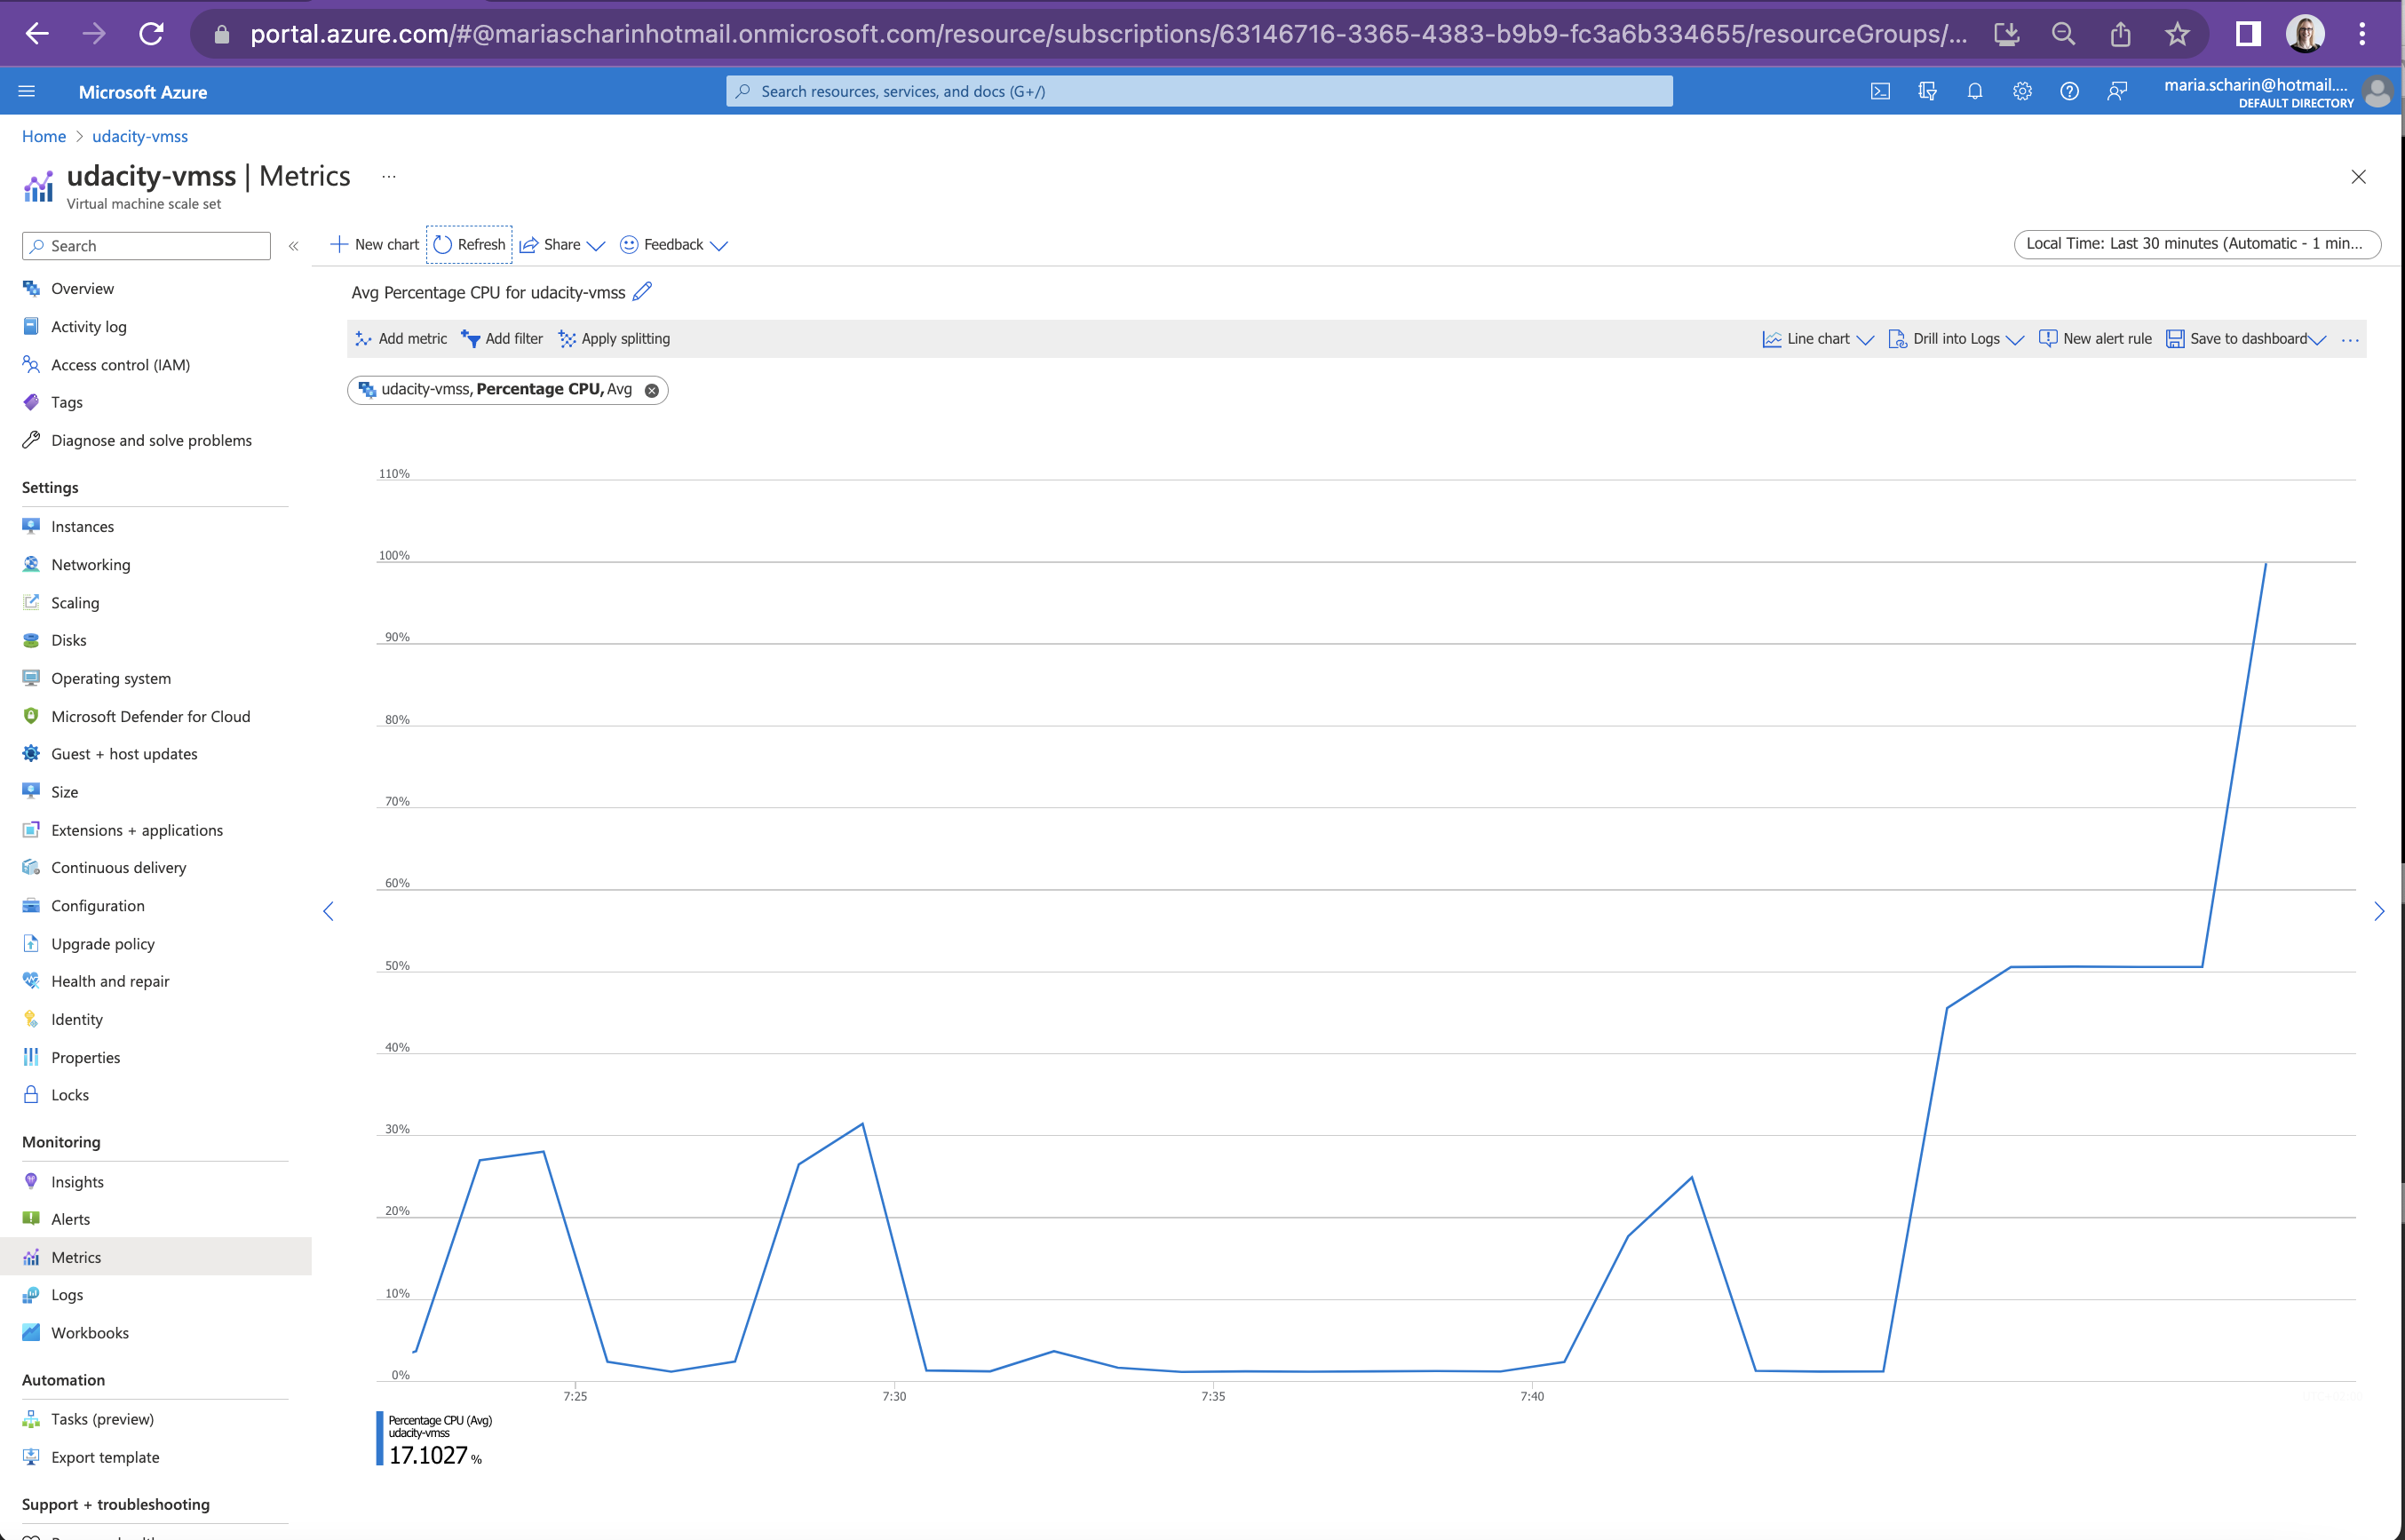 portal.azure.com/#@mariascharinhotmail.onmicrosoft.com/resource/subscriptions/63146716-3365-4383-b9b9-fc3a6b334655/resourceGroups/...
Microsoft Azure
Search resources, services, and docs (G+/)
maria.scharin@hotmail....
DEFAULT DIRECTORY
Home > udacity-vmss
udacity-vmss | Metrics ...
Virtual machine scale set
Search
«
New chart
Refresh
Share
Feedback
Local Time: Last 30 minutes (Automatic - 1 min...
Overview
Activity log
Access control (IAM)
Tags
Diagnose and solve problems
Settings
Instances
Networking
Scaling
Disks
Operating system
Microsoft Defender for Cloud
Guest + host updates
Size
Extensions + applications
Continuous delivery
Configuration
Upgrade policy
Health and repair
Identity
Properties
Locks
Monitoring
Insights
Alerts
Metrics
Logs
Workbooks
Automation
Tasks (preview)
Export template
Support + troubleshooting
Avg Percentage CPU for udacity-vmss
Add metric
Add filter
Apply splitting
Line chart
Drill into Logs
New alert rule
Save to dashboard
...
udacity-vmss, Percentage CPU, Avg
110%
100%
90%
80%
70%
60%
50%
40%
30%
20%
10%
0%
7:25
7:30
7:35
7:40
Percentage CPU (Avg)
udacity-vmss
17.1027 %